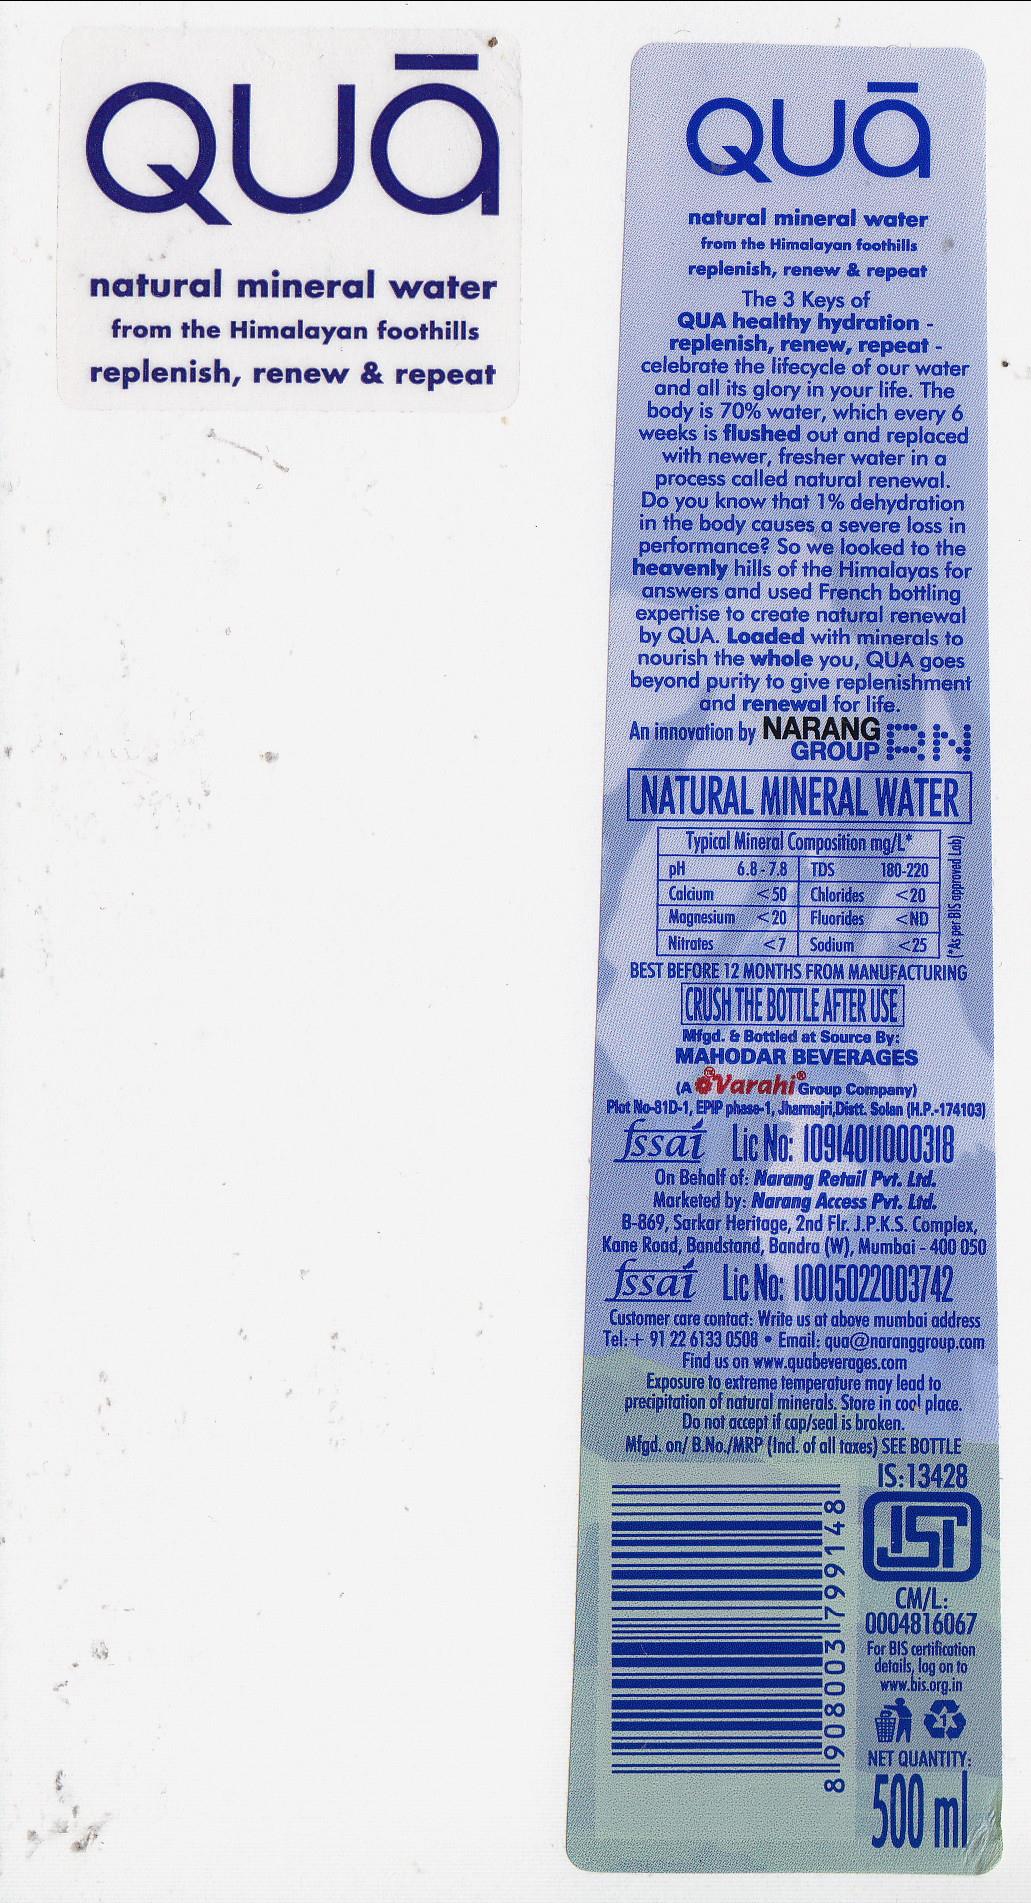 QUā
natural mineral water
from the Himalayan foothills
replenish, renew & repeat
QUā
natural mineral water
from the Himalayan foothills
replenish, renew & repeat
The 3 Keys of
QUA healthy hydration -
replenish, renew, repeat -
celebrate the lifecycle of our water
and all its glory in your life. The
body is 70% water, which every 6
weeks is flushed out and replaced
with newer, fresher water in a
process called natural renewal.
Do you know that 1% dehydration
in the body causes a severe loss in
performance? So we looked to the
heavenly hills of the Himalayas for
answers and used French bottling
expertise to create natural renewal
by QUA. Loaded with minerals to
nourish the whole you, QUA goes
beyond purity to give replenishment
and renewal for life.
An innovation by NARANG
GROUP RN
NATURAL MINERAL WATER
Typical Mineral Composition mg/L*
pH 6.8 - 7.8 TDS 180-220
Calcium <50 Chlorides <20
Magnesium <20 Fluorides <ND
Nitrates <7 Sodium <25
(*As per BIS approved Lab)
BEST BEFORE 12 MONTHS FROM MANUFACTURING
CRUSH THE BOTTLE AFTER USE
Mfgd. & Bottled at Source By:
MAHODAR BEVERAGES
(A Varahi® Group Company)
Plot No-81D-1, EPIP phase-1, Jharmajri,Distt. Solan (H.P.-174103)
fssai Lic No: 10914011000318
On Behalf of: Narang Retail Pvt. Ltd.
Marketed by: Narang Access Pvt. Ltd.
B-869, Sarkar Heritage, 2nd Flr. J.P.K.S. Complex,
Kane Road, Bandstand, Bandra (W), Mumbai - 400 050
fssai Lic No: 10015022003742
Customer care contact: Write us at above mumbai address
Tel:+ 91 22 6133 0508 • Email: qua@naranggroup.com
Find us on www.quabeverages.com
Exposure to extreme temperature may lead to
precipitation of natural minerals. Store in cool place.
Do not accept if cap/seal is broken.
Mfgd. on/ B.No./MRP (Incl. of all taxes) SEE BOTTLE
IS:13428
ISI
CM/L:
0004816067
For BIS certification
details, log on to
www.bis.org.in
1
NET QUANTITY:
500 ml
8 908003 799148